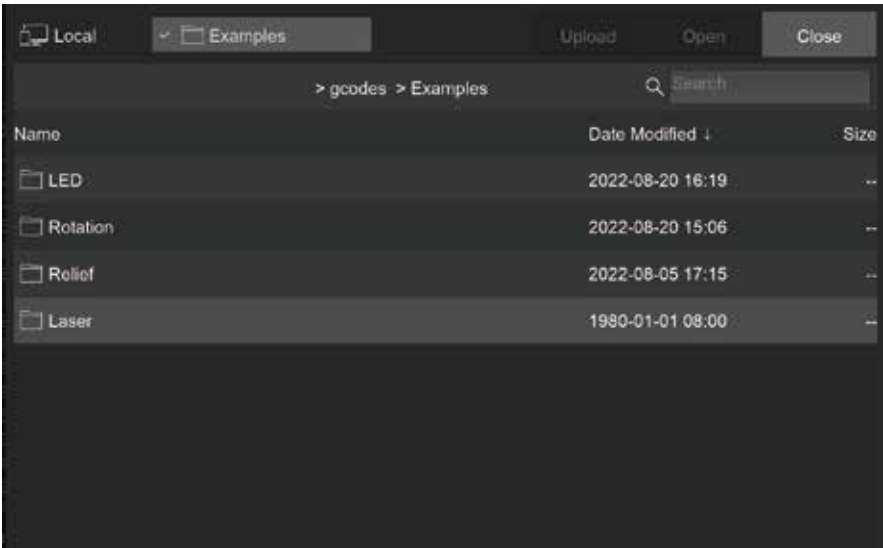 Local Examples Upload Open Close
> gcodes > Examples Search
Name Date Modified ↓ Size
LED 2022-08-20 16:19 --
Rotation 2022-08-20 15:06 --
Relief 2022-08-05 17:15 --
Laser 1980-01-01 08:00 --